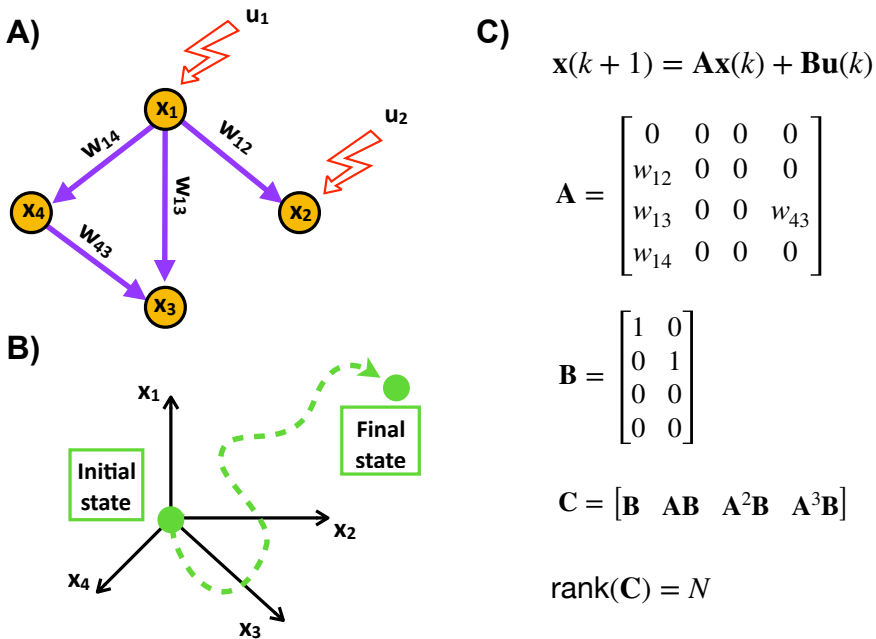 A)
u₁
x₁
w₁₄
w₁₂
w₁₃
u₂
x₄
x₂
w₄₃
x₃
B)
x₁
Initial
state
Final
state
x₂
x₄
x₃
C)
x(k + 1) = Ax(k) + Bu(k)
A = [0 0 0 0
w₁₂ 0 0 0
w₁₃ 0 0 w₄₃
w₁₄ 0 0 0]
B = [1 0
0 1
0 0
0 0]
C = [B AB A²B A³B]
rank(C) = N